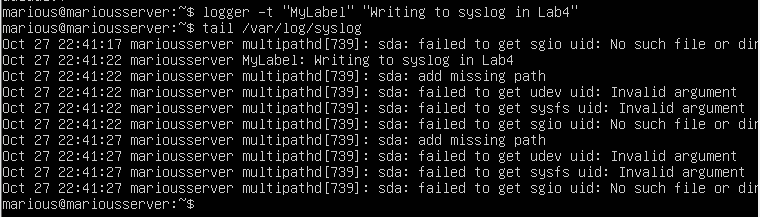 marious@mariousserver:~$ logger -t "MyLabel" "Writing to syslog in Lab4"
marious@mariousserver:~$ tail /var/log/syslog
Oct 27 22:41:17 mariousserver multipathd[739]: sda: failed to get sgio uid: No such file or dir
Oct 27 22:41:22 mariousserver MyLabel: Writing to syslog in Lab4
Oct 27 22:41:22 mariousserver multipathd[739]: sda: add missing path
Oct 27 22:41:22 mariousserver multipathd[739]: sda: failed to get udev uid: Invalid argument
Oct 27 22:41:22 mariousserver multipathd[739]: sda: failed to get sysfs uid: Invalid argument
Oct 27 22:41:22 mariousserver multipathd[739]: sda: failed to get sgio uid: No such file or dir
Oct 27 22:41:27 mariousserver multipathd[739]: sda: add missing path
Oct 27 22:41:27 mariousserver multipathd[739]: sda: failed to get udev uid: Invalid argument
Oct 27 22:41:27 mariousserver multipathd[739]: sda: failed to get sysfs uid: Invalid argument
Oct 27 22:41:27 mariousserver multipathd[739]: sda: failed to get sgio uid: No such file or dir
marious@mariousserver:~$